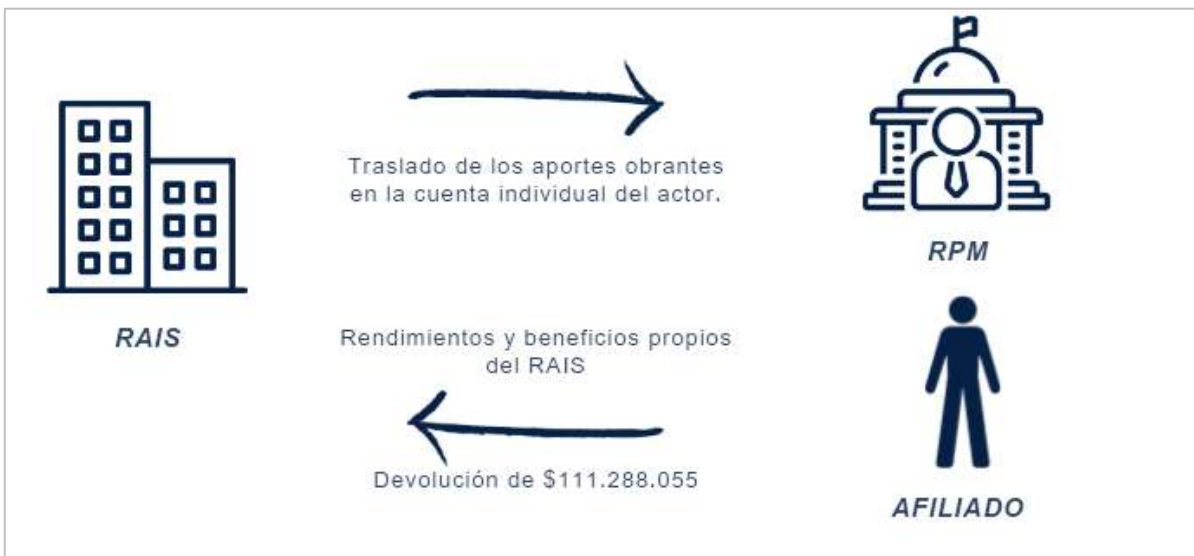 Traslado de los aportes obrantes
en la cuenta individual del actor.
RPM
RAIS
Rendimientos y beneficios propios
del RAIS
Devolución de $111.288.055
AFILIADO